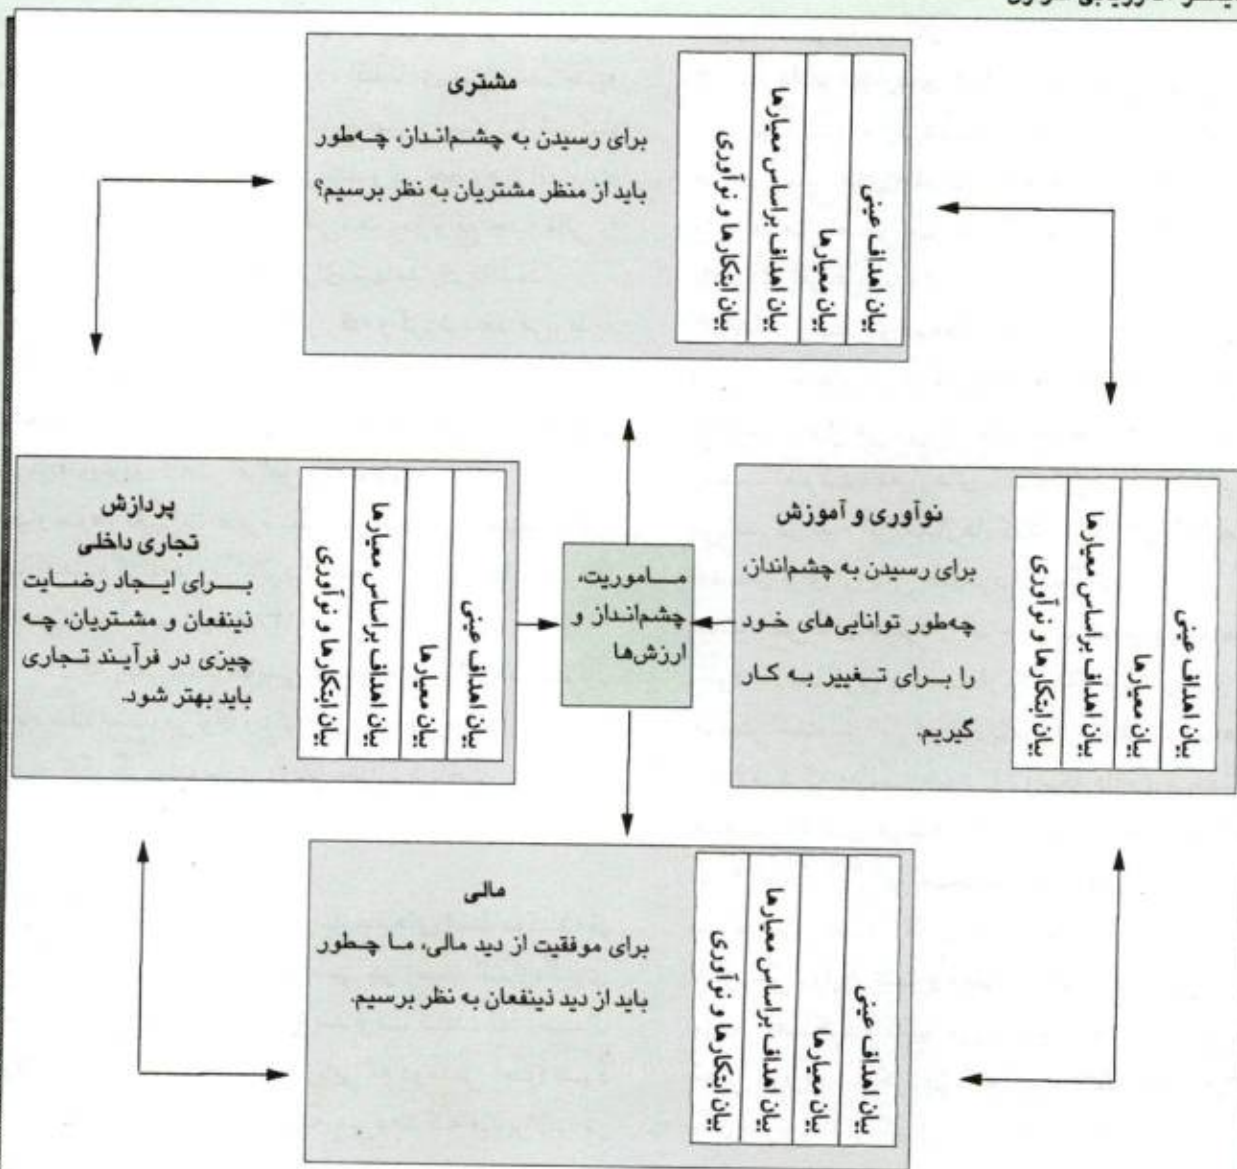 مشتری
برای رسیدن به چشم‌انداز، چه‌طور
باید از منظر مشتریان به نظر برسیم؟
بیان اهداف عینی
بیان معیارها
بیان اهداف براساس معیارها
بیان ابتکارها و نوآوری
نوآوری و آموزش
برای رسیدن به چشم‌انداز،
چه‌طور توانایی‌های خود
را برای تغییر به کار
گیریم.
بیان اهداف عینی
بیان معیارها
بیان اهداف براساس معیارها
بیان ابتکارها و نوآوری
ماموریت،
چشم‌انداز و
ارزش‌ها
پردازش
تجاری داخلی
برای ایجاد رضایت
ذینفعان و مشتریان، چه
چیزی در فرآیند تجاری
باید بهتر شود.
بیان اهداف عینی
بیان معیارها
بیان اهداف براساس معیارها
بیان ابتکارها و نوآوری
مالی
برای موفقیت از دید مالی، ما چطور
باید از دید ذینفعان به نظر برسیم.
بیان اهداف عینی
بیان معیارها
بیان اهداف براساس معیارها
بیان ابتکارها و نوآوری